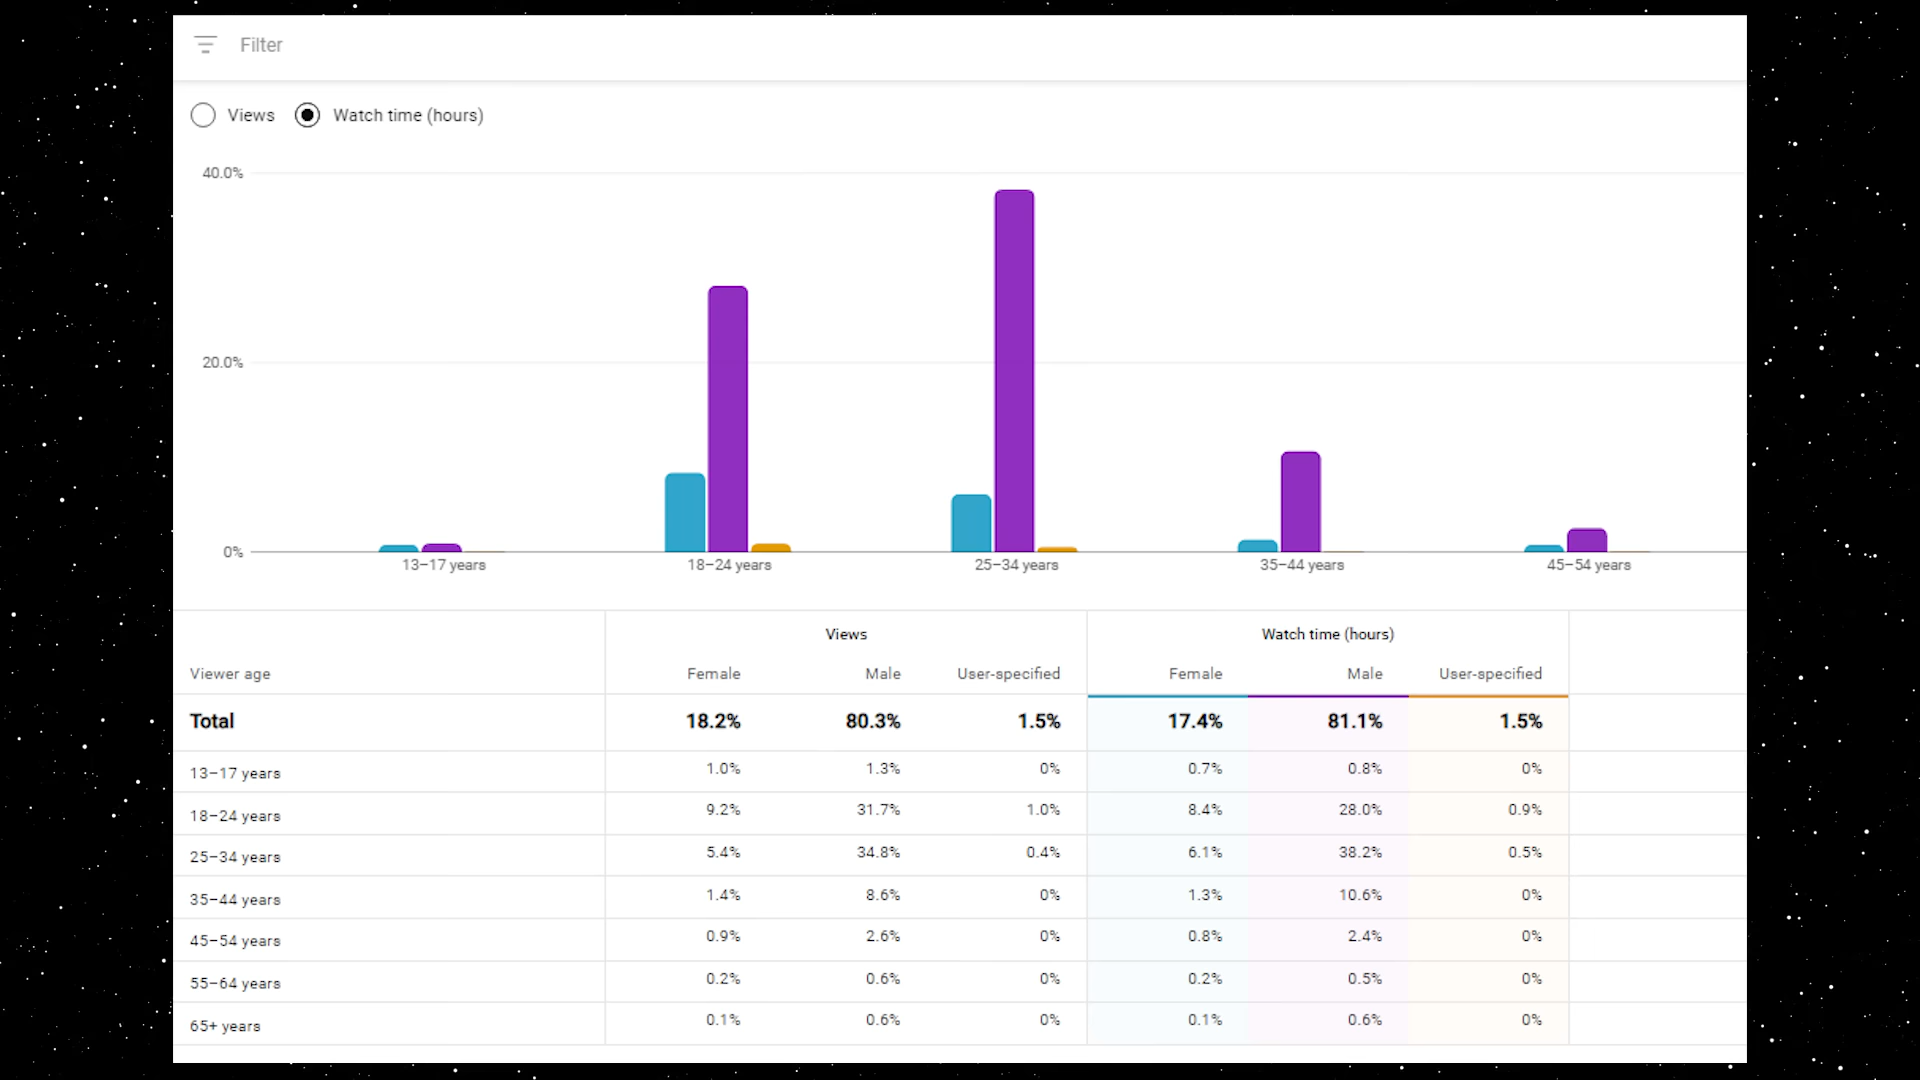 Filter
Views Watch time (hours)
40.0%
20.0%
0%
13–17 years 18–24 years 25–34 years 35–44 years 45–54 years
Views Watch time (hours)
Viewer age Female Male User-specified Female Male User-specified
Total 18.2% 80.3% 1.5% 17.4% 81.1% 1.5%
13–17 years 1.0% 1.3% 0% 0.7% 0.8% 0%
18–24 years 9.2% 31.7% 1.0% 8.4% 28.0% 0.9%
25–34 years 5.4% 34.8% 0.4% 6.1% 38.2% 0.5%
35–44 years 1.4% 8.6% 0% 1.3% 10.6% 0%
45–54 years 0.9% 2.6% 0% 0.8% 2.4% 0%
55–64 years 0.2% 0.6% 0% 0.2% 0.5% 0%
65+ years 0.1% 0.6% 0% 0.1% 0.6% 0%